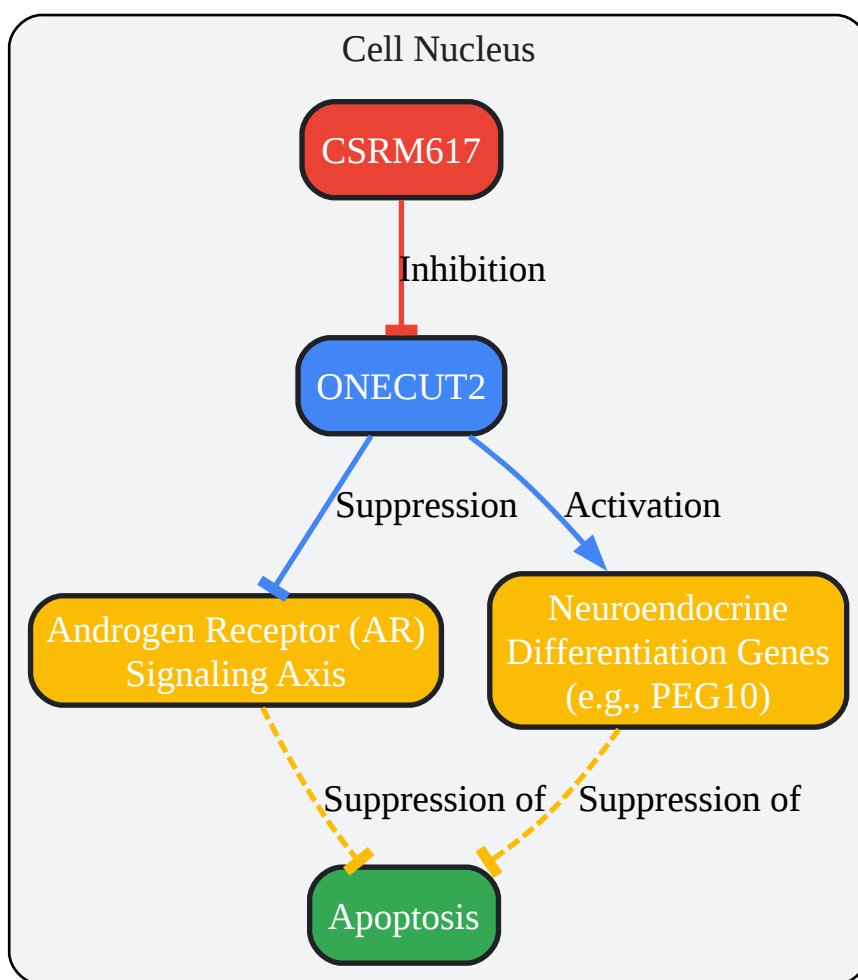 Cell Nucleus
CSRM617
Inhibition
ONECUT2
Suppression
Activation
Androgen Receptor (AR)
Signaling Axis
Neuroendocrine
Differentiation Genes
(e.g., PEG10)
Suppression of
Suppression of
Apoptosis